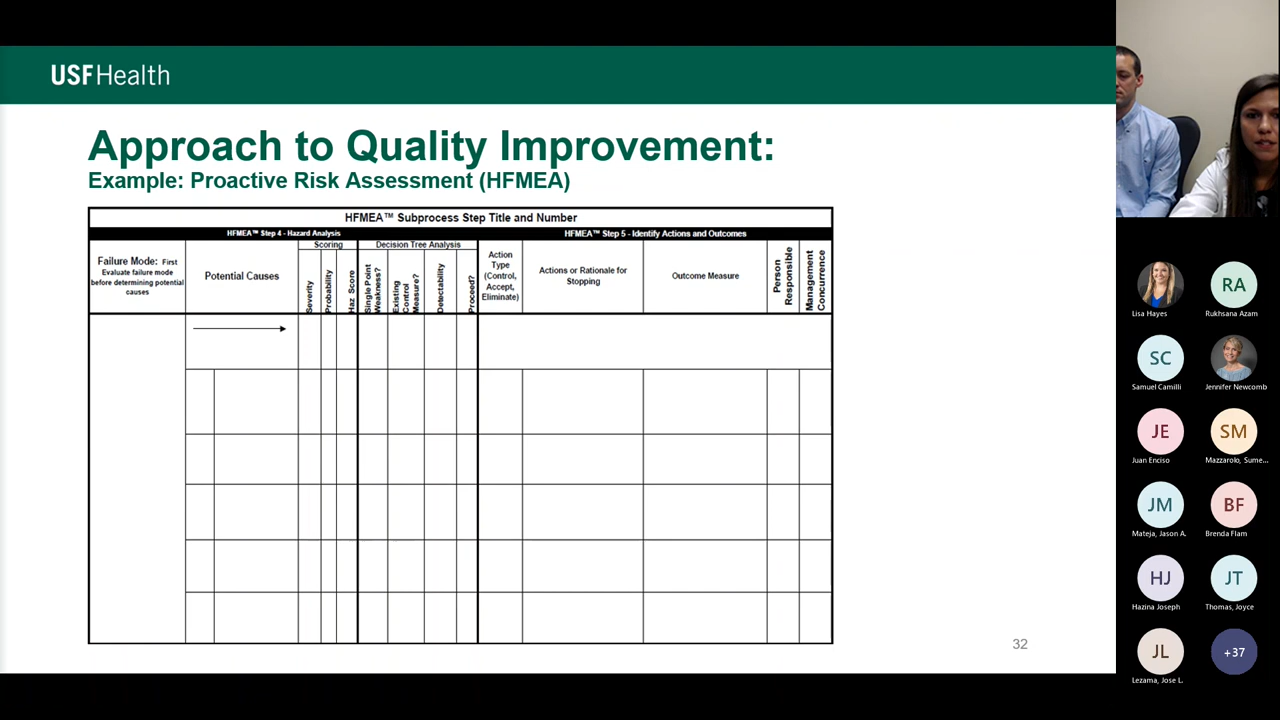 USF Health
Approach to Quality Improvement:
Example: Proactive Risk Assessment (HFMEA)
HFMEA™ Subprocess Step Title and Number
HFMEA™ Step 4 - Hazard Analysis
HFMEA™ Step 5 - Identify Actions and Outcomes
Failure Mode: First
Evaluate failure mode
before determining potential
causes
Potential Causes
Scoring
Severity
Probability
Haz Score
Decision Tree Analysis
Single Point
Weakness?
Existing
Control
Measure?
Detectability
Proceed?
Action
Type
(Control,
Accept,
Eliminate)
Actions or Rationale for
Stopping
Outcome Measure
Person
Responsible
Management
Concurrence
32
Lisa Hayes
RA
Rukhsana Azam
SC
Samuel Camilli
Jennifer Newcomb
JE
Juan Enciso
SM
Mazzarolo, Sume...
JM
Mateja, Jason A.
BF
Brenda Flam
HJ
Hazina Joseph
JT
Thomas, Joyce
JL
Lezama, Jose L.
+37